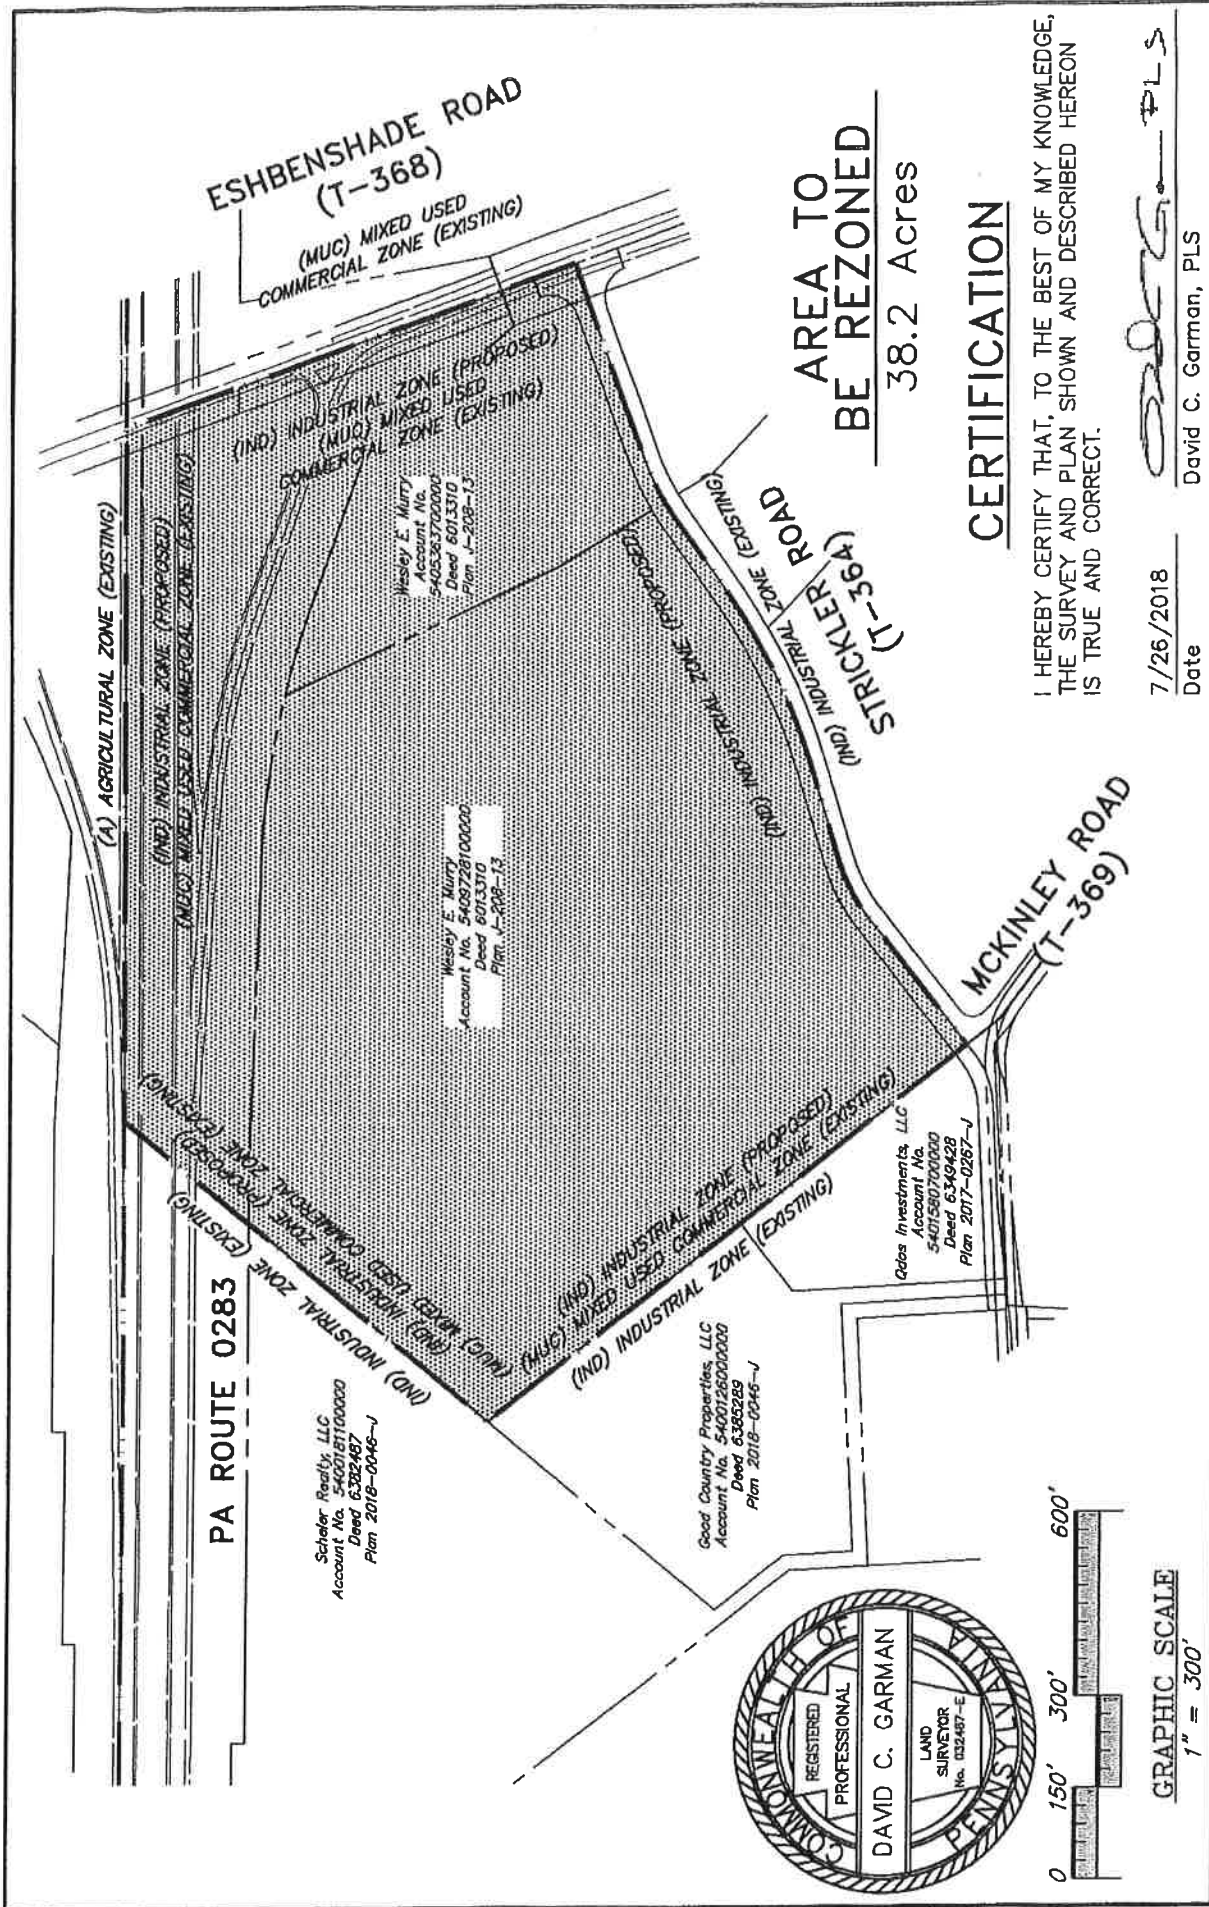 ESHBENSHADE ROAD
(T-368)
(MUC) MIXED USED
COMMERCIAL ZONE (EXISTING)
(A) AGRICULTURAL ZONE (EXISTING)
(IND) INDUSTRIAL ZONE (PROPOSED)
(MUC) MIXED USED COMMERCIAL ZONE (EXISTING)
(IND) INDUSTRIAL ZONE (PROPOSED)
(MUC) MIXED USED
COMMERCIAL ZONE (EXISTING)
Wesley E. Murry
Account No.
5405363700000
Deed 6013310
Plan J-208-13
PA ROUTE 0283
(IND) INDUSTRIAL ZONE (EXISTING)
(IND) INDUSTRIAL ZONE (PROPOSED)
(MUC) MIXED USED COMMERCIAL ZONE (EXISTING)
Wesley E. Murry
Account No. 5409728100000
Deed 6013310
Plan J-208-13
(IND) INDUSTRIAL ZONE (PROPOSED)
(IND) INDUSTRIAL ZONE (EXISTING)
STRICKLER ROAD
(T-364)
Scheler Realty, LLC
Account No. 5400181100000
Deed 6382487
Plan 2018-0046-J
(IND) INDUSTRIAL ZONE (PROPOSED)
(MUC) MIXED USED COMMERCIAL ZONE (EXISTING)
(IND) INDUSTRIAL ZONE (EXISTING)
Good Country Properties, LLC
Account No. 5400126000000
Deed 6385289
Plan 2018-0046-J
Qdos Investments, LLC
Account No.
5401580700000
Deed 6349428
Plan 2017-0267-J
MCKINLEY ROAD
(T-369)
AREA TO
BE REZONED
38.2 Acres
CERTIFICATION
I HEREBY CERTIFY THAT, TO THE BEST OF MY KNOWLEDGE,
THE SURVEY AND PLAN SHOWN AND DESCRIBED HEREON
IS TRUE AND CORRECT.
7/26/2018
PLS
Date
David C. Garman, PLS
COMMONWEALTH OF
REGISTERED
PROFESSIONAL
DAVID C. GARMAN
LAND
SURVEYOR
No. 032487-E
PENNSYLVANIA
0 150' 300' 600'
GRAPHIC SCALE
1" = 300'